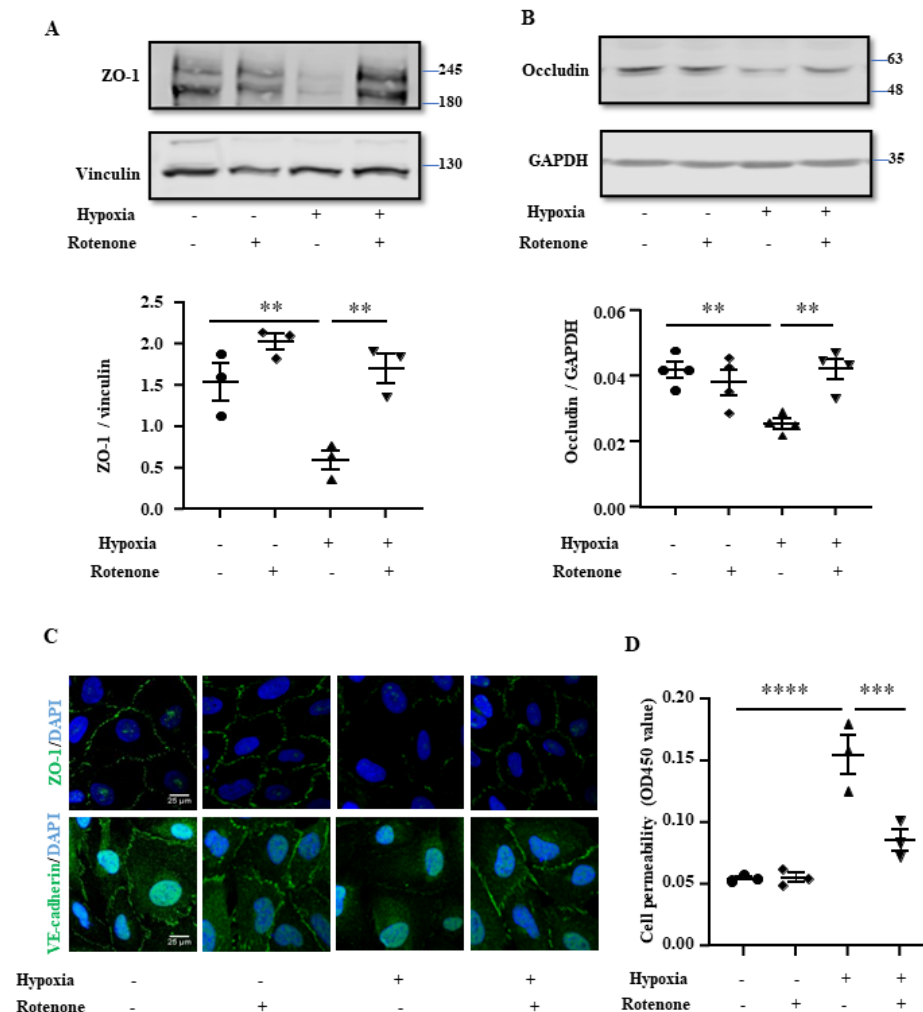 A
ZO-1
245
180
Vinculin
130
Hypoxia - - + +
Rotenone - + - +
B
Occludin
63
48
GAPDH
35
Hypoxia - - + +
Rotenone - + - +
ZO-1 / vinculin
2.5
2.0
1.5
1.0
0.5
0.0
** **
Hypoxia - - + +
Rotenone - + - +
Occludin / GAPDH
0.06
0.04
0.02
0.00
** **
Hypoxia - - + +
Rotenone - + - +
C
ZO-1/DAPI
25 µm
VE-cadherin/DAPI
25 µm
Hypoxia - - + +
Rotenone - + - +
D
Cell permeability (OD450 value)
0.20
0.15
0.10
0.05
0.00
**** ***
Hypoxia - - + +
Rotenone - + - +